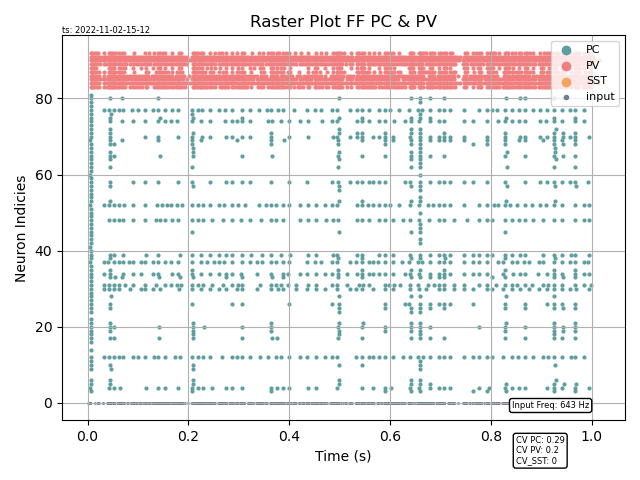 Raster Plot FF PC & PV
ts: 2022-11-02-15-12
PC
PV
SST
input
80
60
40
20
0
Neuron Indicies
Input Freq: 643 Hz
0.0 0.2 0.4 0.6 0.8 1.0
Time (s)
CV PC: 0.29
CV PV: 0.2
CV_SST: 0